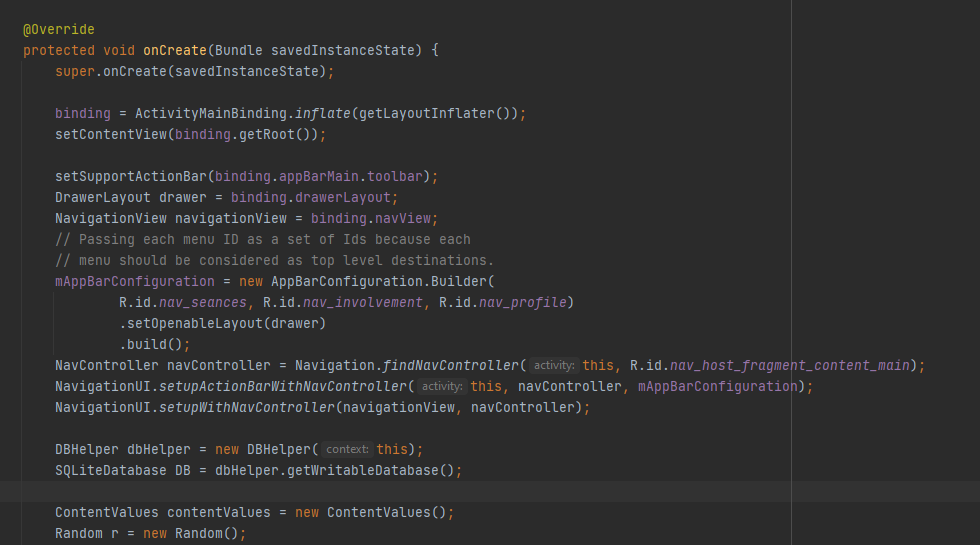 @Override
protected void onCreate(Bundle savedInstanceState) {
super.onCreate(savedInstanceState);
binding = ActivityMainBinding.inflate(getLayoutInflater());
setContentView(binding.getRoot());
setSupportActionBar(binding.appBarMain.toolbar);
DrawerLayout drawer = binding.drawerLayout;
NavigationView navigationView = binding.navView;
// Passing each menu ID as a set of Ids because each
// menu should be considered as top level destinations.
mAppBarConfiguration = new AppBarConfiguration.Builder(
R.id.nav_seances, R.id.nav_involvement, R.id.nav_profile)
.setOpenableLayout(drawer)
.build();
NavController navController = Navigation.findNavController( activity: this, R.id.nav_host_fragment_content_main);
NavigationUI.setupActionBarWithNavController( activity: this, navController, mAppBarConfiguration);
NavigationUI.setupWithNavController(navigationView, navController);
DBHelper dbHelper = new DBHelper( context: this);
SQLiteDatabase DB = dbHelper.getWritableDatabase();
ContentValues contentValues = new ContentValues();
Random r = new Random();